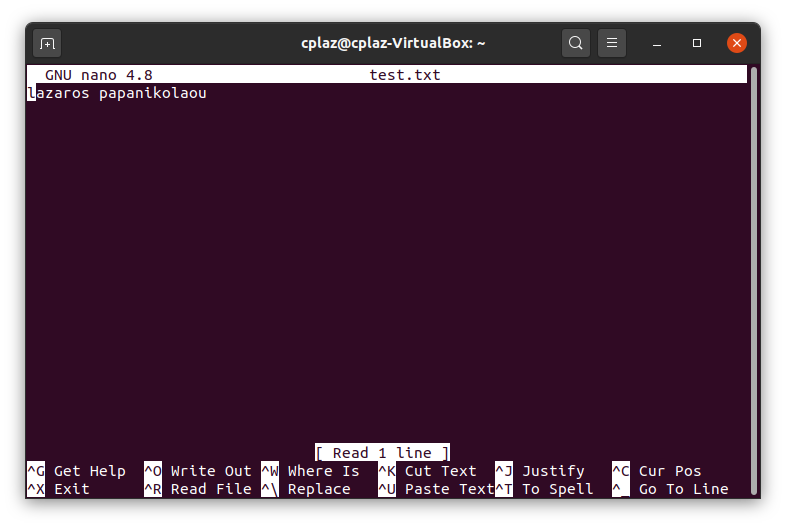 cplaz@cplaz-VirtualBox: ~
GNU nano 4.8 test.txt
lazaros papanikolaou
[ Read 1 line ]
^G Get Help ^O Write Out ^W Where Is ^K Cut Text ^J Justify ^C Cur Pos
^X Exit ^R Read File ^\ Replace ^U Paste Text ^T To Spell ^_ Go To Line